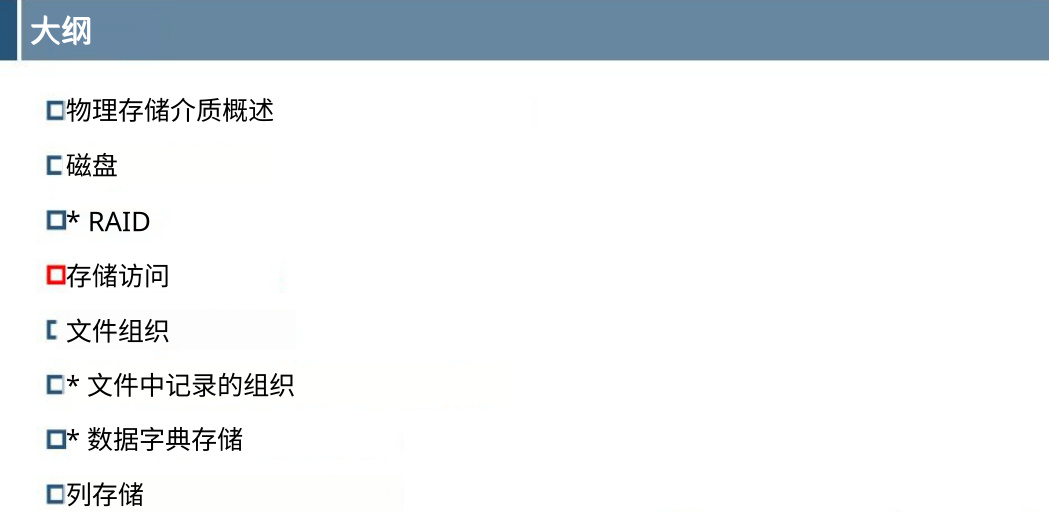 大纲
物理存储介质概述
磁盘
* RAID
存储访问
文件组织
* 文件中记录的组织
* 数据字典存储
列存储